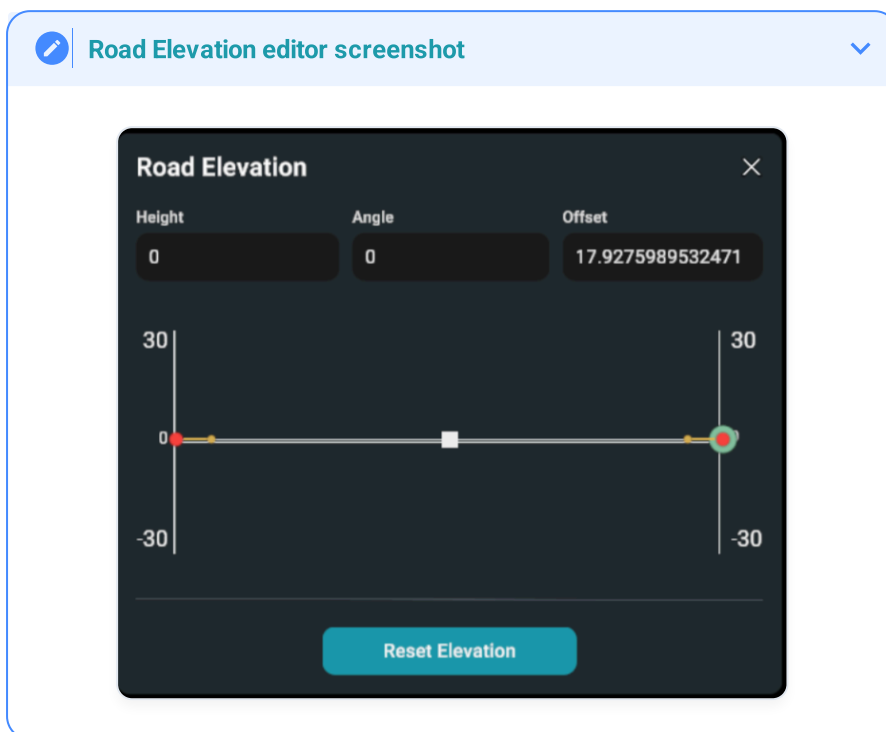 Road Elevation editor screenshot
Road Elevation
Height Angle Offset
0 0 17.9275989532471
30 30
0
-30 -30
Reset Elevation